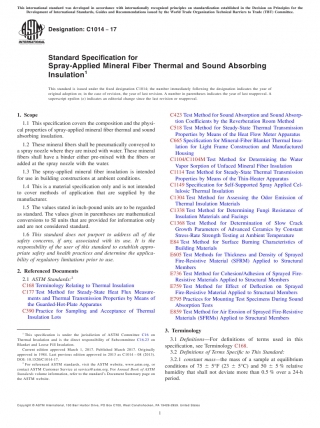 This international standard was developed in accordance with internationally recognized principles on standardization established in the Decision on Principles for the
Development of International Standards, Guides and Recommendations issued by the World Trade Organization Technical Barriers to Trade (TBT) Committee.
Designation: C1014 − 17
INTERNATIONAL
Standard Specification for
Spray-Applied Mineral Fiber Thermal and Sound Absorbing
Insulation1
This standard is issued under the fixed designation C1014; the number immediately following the designation indicates the year of
original adoption or, in the case of revision, the year of last revision. A number in parentheses indicates the year of last reapproval. A
superscript epsilon (ε) indicates an editorial change since the last revision or reapproval.
1. Scope
1.1 This specification covers the composition and the physi-
cal properties of spray-applied mineral fiber thermal and sound
absorbing insulation.
1.2 These mineral fibers shall be pneumatically conveyed to
a spray nozzle where they are mixed with water. These mineral
fibers shall have a binder either pre-mixed with the fibers or
added at the spray nozzle with the water.
1.3 The spray-applied mineral fiber insulation is intended
for use in building constructions at ambient conditions.
1.4 This is a material specification only and is not intended
to cover methods of application that are supplied by the
manufacturer.
1.5 The values stated in inch-pound units are to be regarded
as standard. The values given in parentheses are mathematical
conversions to SI units that are provided for information only
and are not considered standard.
1.6 This standard does not purport to address all of the
safety concerns, if any, associated with its use. It is the
responsibility of the user of this standard to establish appro-
priate safety and health practices and determine the applica-
bility of regulatory limitations prior to use.
2. Referenced Documents
2.1 ASTM Standards:2
C168 Terminology Relating to Thermal Insulation
C177 Test Method for Steady-State Heat Flux Measure-
ments and Thermal Transmission Properties by Means of
the Guarded-Hot-Plate Apparatus
C390 Practice for Sampling and Acceptance of Thermal
Insulation Lots
1 This specification is under the jurisdiction of ASTM Committee C16 on
Thermal Insulation and is the direct responsibility of Subcommittee C16.23 on
Blanket and Loose Fill Insulation.
Current edition approved March 1, 2017. Published March 2017. Originally
approved in 1984. Last previous edition approved in 2013 as C1014 – 08 (2013).
DOI: 10.1520/C1014-17.
2 For referenced ASTM standards, visit the ASTM website, www.astm.org, or
contact ASTM Customer Service at service@astm.org. For Annual Book of ASTM
Standards volume information, refer to the standard's Document Summary page on
the ASTM website.
C423 Test Method for Sound Absorption and Sound Absorp-
tion Coefficients by the Reverberation Room Method
C518 Test Method for Steady-State Thermal Transmission
Properties by Means of the Heat Flow Meter Apparatus
C665 Specification for Mineral-Fiber Blanket Thermal Insu-
lation for Light Frame Construction and Manufactured
Housing
C1104/C1104M Test Method for Determining the Water
Vapor Sorption of Unfaced Mineral Fiber Insulation
C1114 Test Method for Steady-State Thermal Transmission
Properties by Means of the Thin-Heater Apparatus
C1149 Specification for Self-Supported Spray Applied Cel-
lulosic Thermal Insulation
C1304 Test Method for Assessing the Odor Emission of
Thermal Insulation Materials
C1338 Test Method for Determining Fungi Resistance of
Insulation Materials and Facings
C1368 Test Method for Determination of Slow Crack
Growth Parameters of Advanced Ceramics by Constant
Stress-Rate Strength Testing at Ambient Temperature
E84 Test Method for Surface Burning Characteristics of
Building Materials
E605 Test Methods for Thickness and Density of Sprayed
Fire-Resistive Material (SFRM) Applied to Structural
Members
E736 Test Method for Cohesion/Adhesion of Sprayed Fire-
Resistive Materials Applied to Structural Members
E759 Test Method for Effect of Deflection on Sprayed
Fire-Resistive Material Applied to Structural Members
E795 Practices for Mounting Test Specimens During Sound
Absorption Tests
E859 Test Method for Air Erosion of Sprayed Fire-Resistive
Materials (SFRMs) Applied to Structural Members
3. Terminology
3.1 Definitions—For definitions of terms used in this
specification, see Terminology C168.
3.2 Definitions of Terms Specific to This Standard:
3.2.1 constant mass—the mass of a sample at equilibrium
conditions of 75 ± 5°F (23 ± 3°C) and 50 ± 5 % relative
humidity that shall not deviate more than 0.5 % over a 24-h
period.
Copyright © ASTM International, 100 Barr Harbor Drive, PO Box C700, West Conshohocken, PA 19428-2959. United States
1